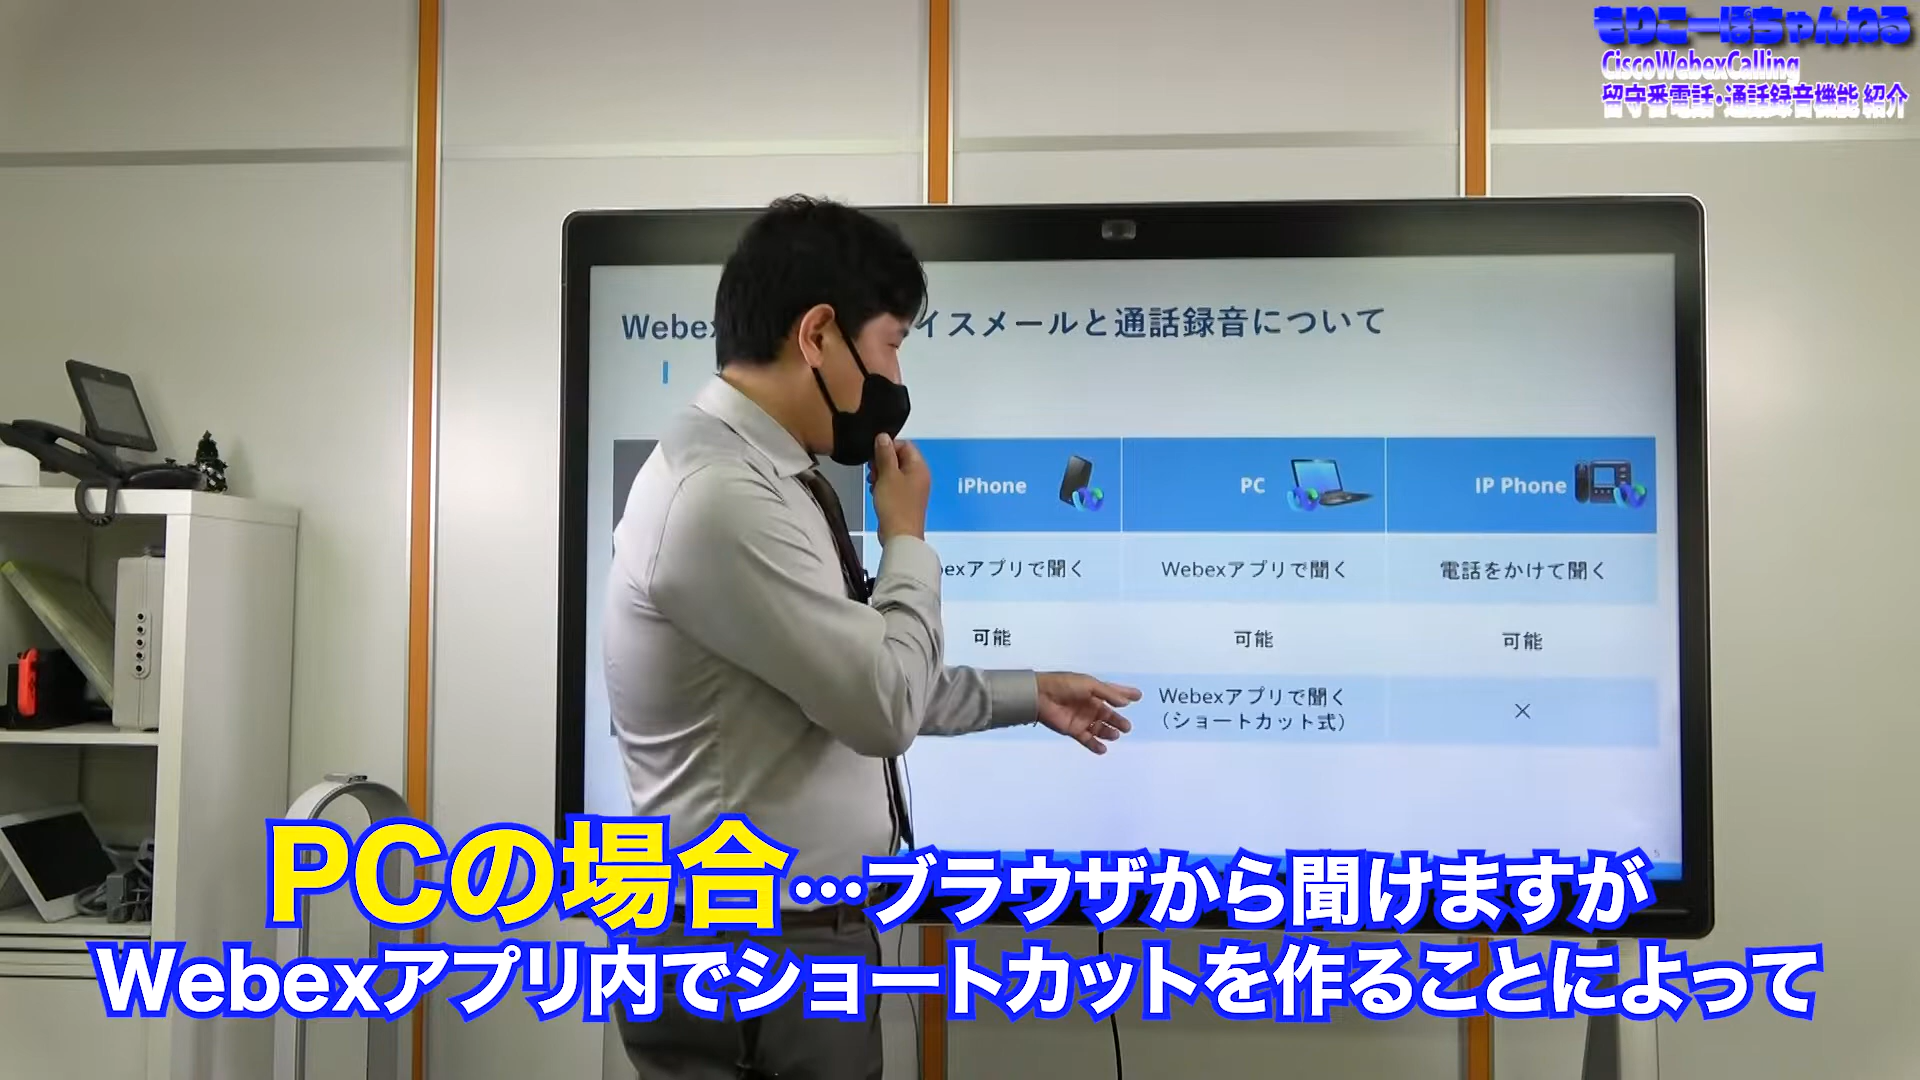 もりこーぽちゃんねる
CiscoWebexCalling
留守番電話・通話録音機能 紹介
Webex イスメールと通話録音について
iPhone
PC
IP Phone
bexアプリで聞く
Webexアプリで聞く
電話をかけて聞く
可能
可能
可能
Webexアプリで聞く
（ショートカット式）
×
5
PCの場合…ブラウザから聞けますが
Webexアプリ内でショートカットを作ることによって